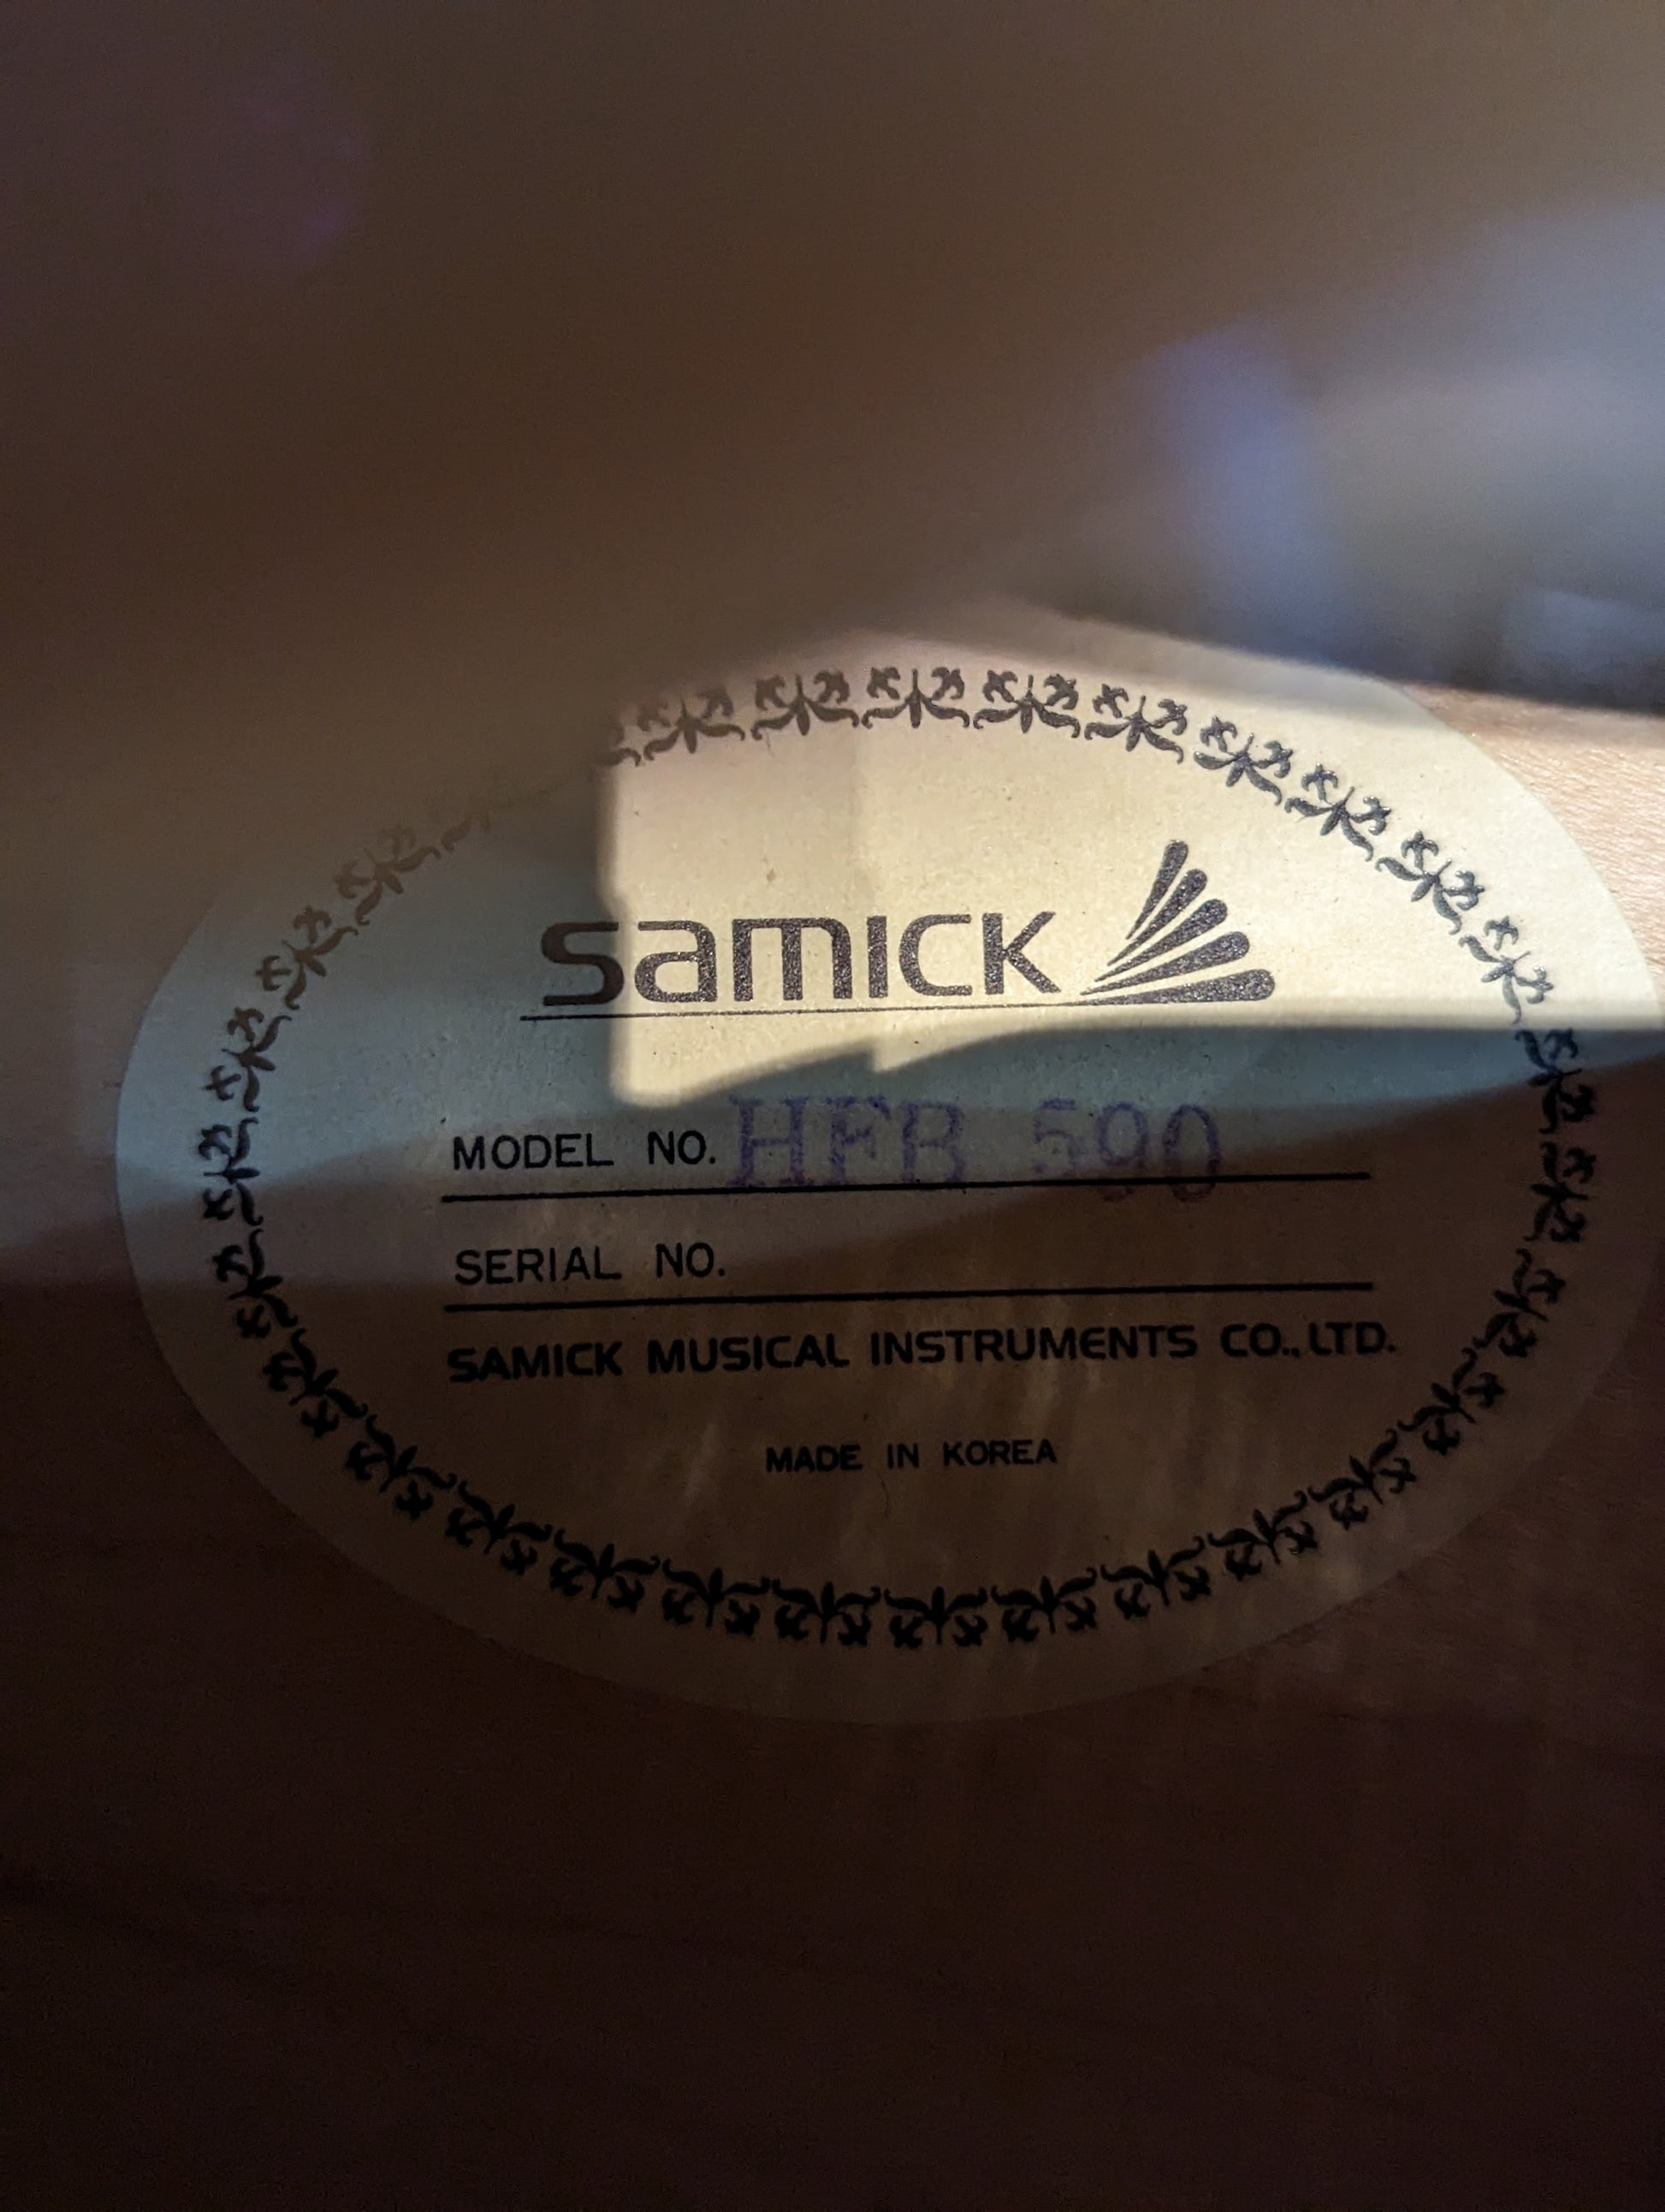 samick
MODEL NO. HFB 590
SERIAL NO.
SAMICK MUSICAL INSTRUMENTS CO., LTD.
MADE IN KOREA